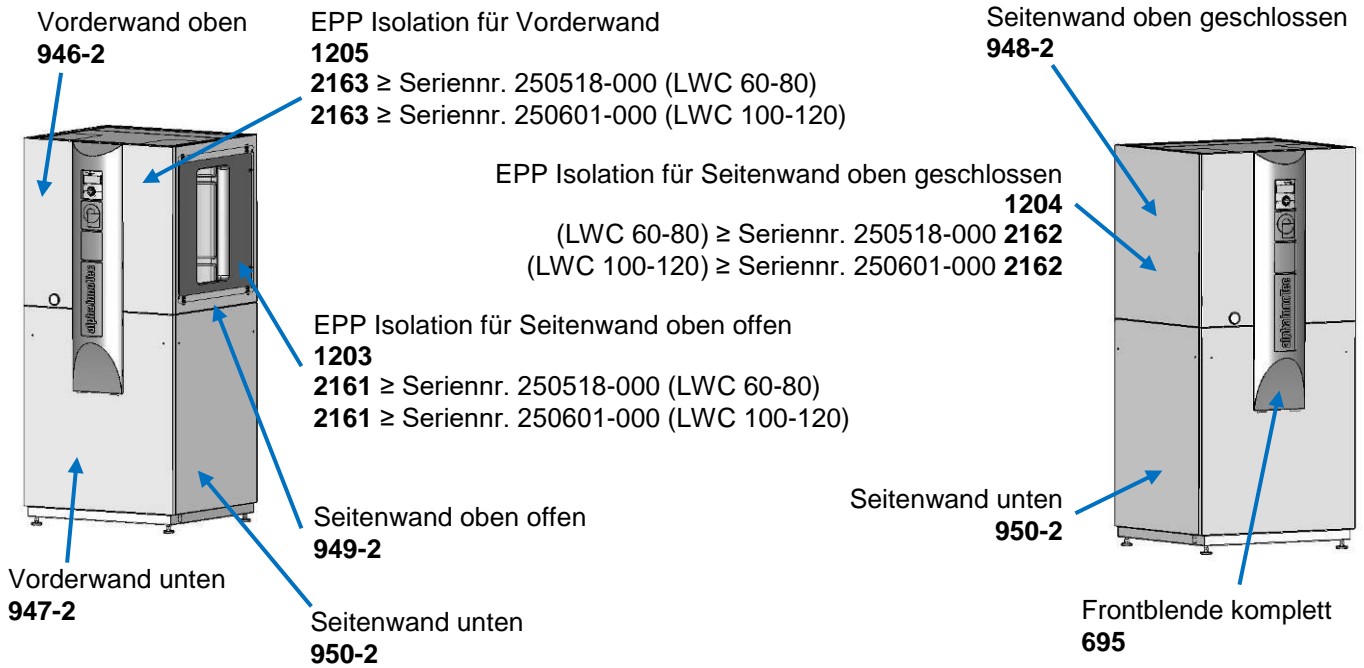 Vorderwand oben
946-2
EPP Isolation für Vorderwand
1205
2163 ≥ Seriennr. 250518-000 (LWC 60-80)
2163 ≥ Seriennr. 250601-000 (LWC 100-120)
Seitenwand oben geschlossen
948-2
EPP Isolation für Seitenwand oben geschlossen
1204
(LWC 60-80) ≥ Seriennr. 250518-000 2162
(LWC 100-120) ≥ Seriennr. 250601-000 2162
alpha innoTec
alpha innoTec
EPP Isolation für Seitenwand oben offen
1203
2161 ≥ Seriennr. 250518-000 (LWC 60-80)
2161 ≥ Seriennr. 250601-000 (LWC 100-120)
Seitenwand oben offen
949-2
Seitenwand unten
950-2
Vorderwand unten
947-2
Seitenwand unten
950-2
Frontblende komplett
695